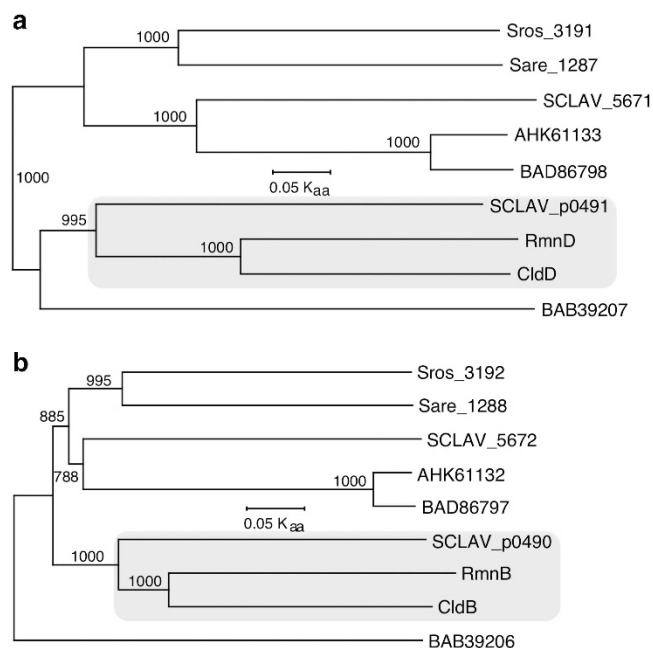 a
1000
Sros_3191
Sare_1287
SCLAV_5671
1000
AHK61133
1000
BAD86798
0.05 Kaa
1000
SCLAV_p0491
995
RmnD
1000
CldD
BAB39207
b
Sros_3192
995
Sare_1288
885
SCLAV_5672
788
AHK61132
1000
BAD86797
0.05 Kaa
SCLAV_p0490
1000
RmnB
1000
CldB
BAB39206